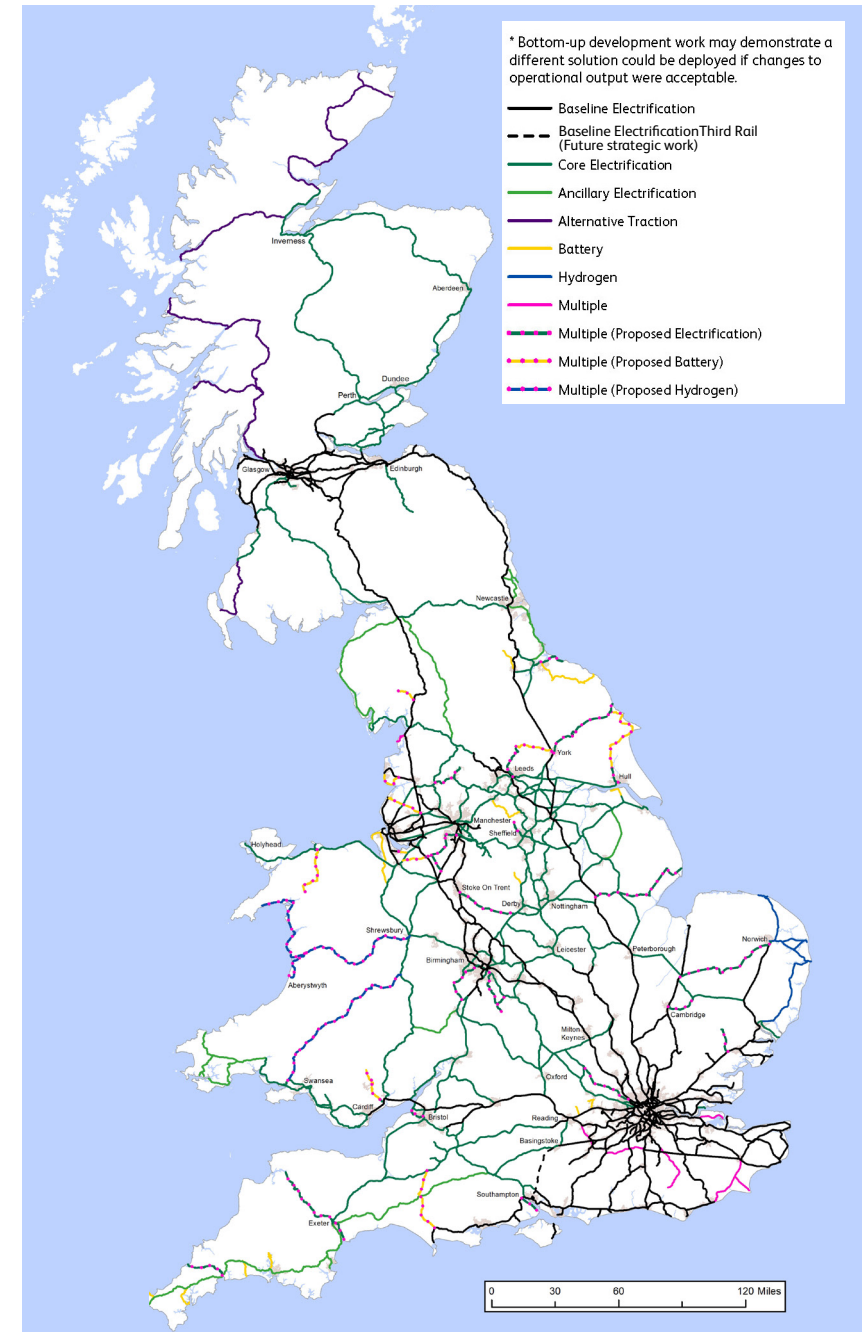 * Bottom-up development work may demonstrate a
different solution could be deployed if changes to
operational output were acceptable.
Baseline Electrification
Baseline ElectrificationThird Rail
(Future strategic work)
Core Electrification
Ancillary Electrification
Alternative Traction
Battery
Hydrogen
Multiple
Multiple (Proposed Electrification)
Multiple (Proposed Battery)
Multiple (Proposed Hydrogen)
Inverness
Aberdeen
Dundee
Perth
Glasgow
Edinburgh
Newcastle
York
Leeds
Hull
Manchester
Sheffield
Holyhead
Stoke On Trent
Derby
Nottingham
Shrewsbury
Norwich
Leicester
Peterborough
Birmingham
Aberystwyth
Cambridge
Milton
Keynes
Oxford
Swansea
Cardiff
Bristol
Reading
Basingstoke
Southampton
Exeter
0 30 60 120 Miles